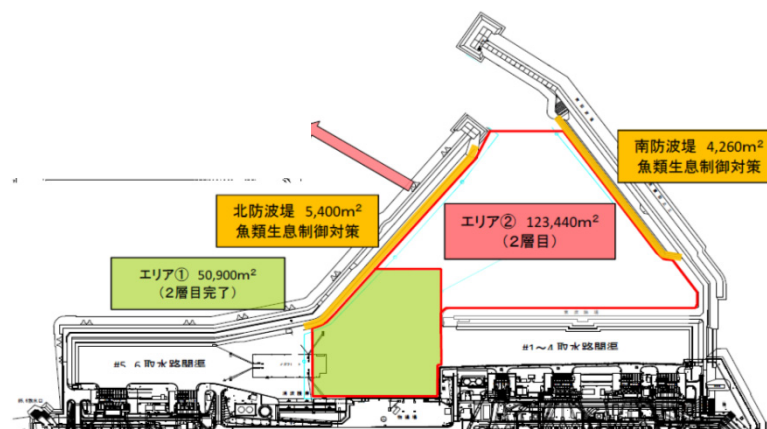 南防波堤 4,260m²
魚類生息制御対策
北防波堤 5,400m²
魚類生息制御対策
エリア② 123,440m²
（2層目）
エリア① 50,900m²
（2層目完了）
#5, 6 取水路開渠
#1～4 取水路開渠
物揚場